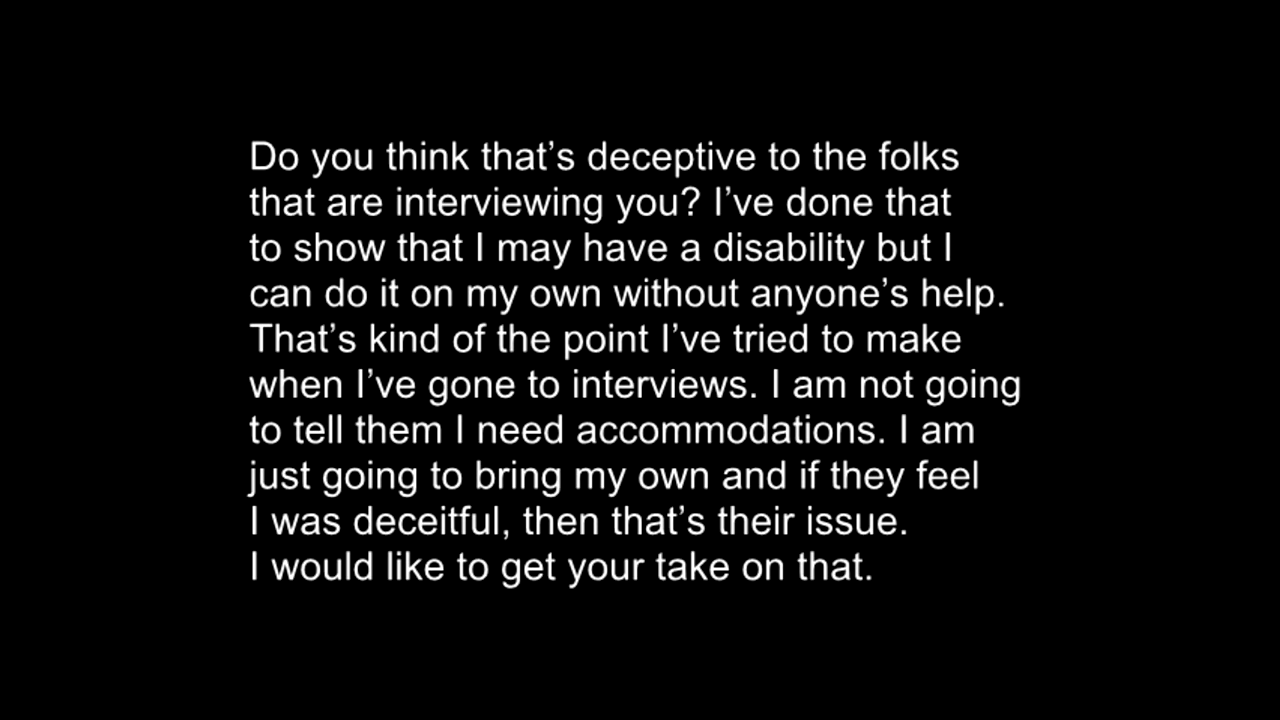 Do you think that’s deceptive to the folks
that are interviewing you? I’ve done that
to show that I may have a disability but I
can do it on my own without anyone’s help.
That’s kind of the point I’ve tried to make
when I’ve gone to interviews. I am not going
to tell them I need accommodations. I am
just going to bring my own and if they feel
I was deceitful, then that’s their issue.
I would like to get your take on that.